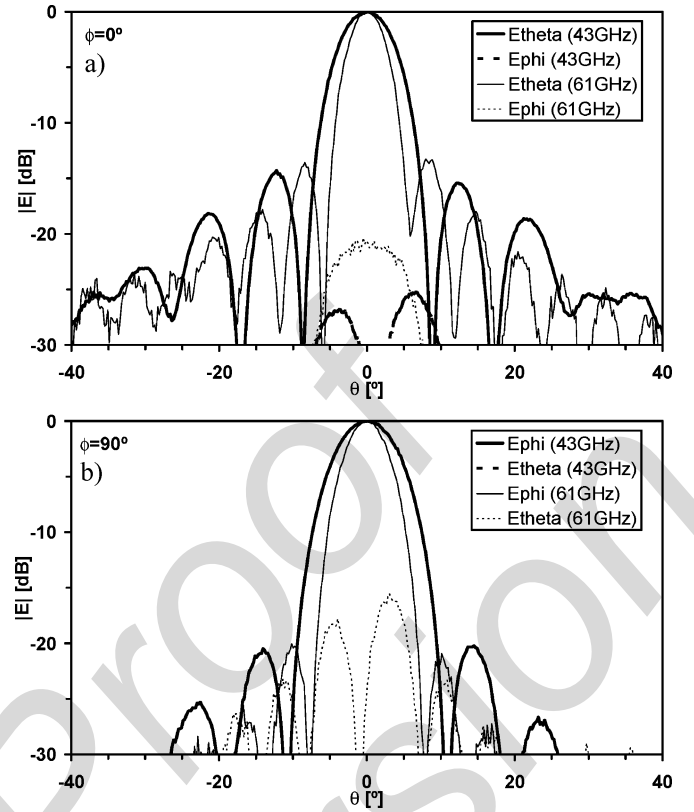 0
ϕ=0º
a)
Etheta (43GHz)
Ephi (43GHz)
Etheta (61GHz)
Ephi (61GHz)
-10
|E| [dB]
-20
-30
-40
-20
0
20
40
θ [º]
0
ϕ=90º
b)
Ephi (43GHz)
Etheta (43GHz)
Ephi (61GHz)
Etheta (61GHz)
-10
|E| [dB]
-20
-30
-40
-20
0
20
40
θ [º]
Proof